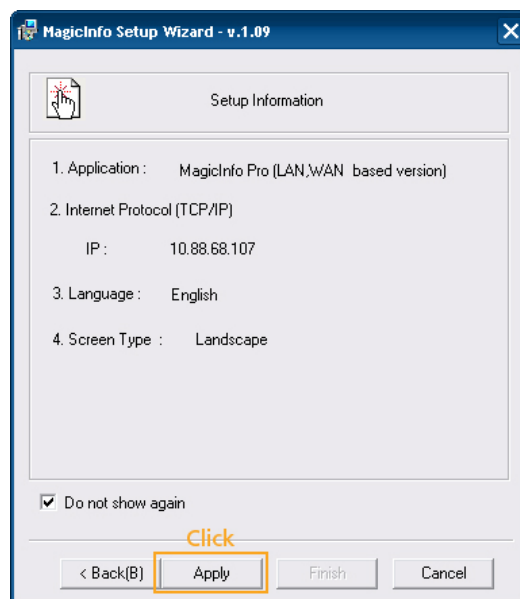 MagicInfo Setup Wizard - v.1.09
Setup Information
1. Application : MagicInfo Pro (LAN,WAN based version)
2. Internet Protocol (TCP/IP)
IP : 10.88.68.107
3. Language : English
4. Screen Type : Landscape
Do not show again
Click
< Back(B) Apply Finish Cancel